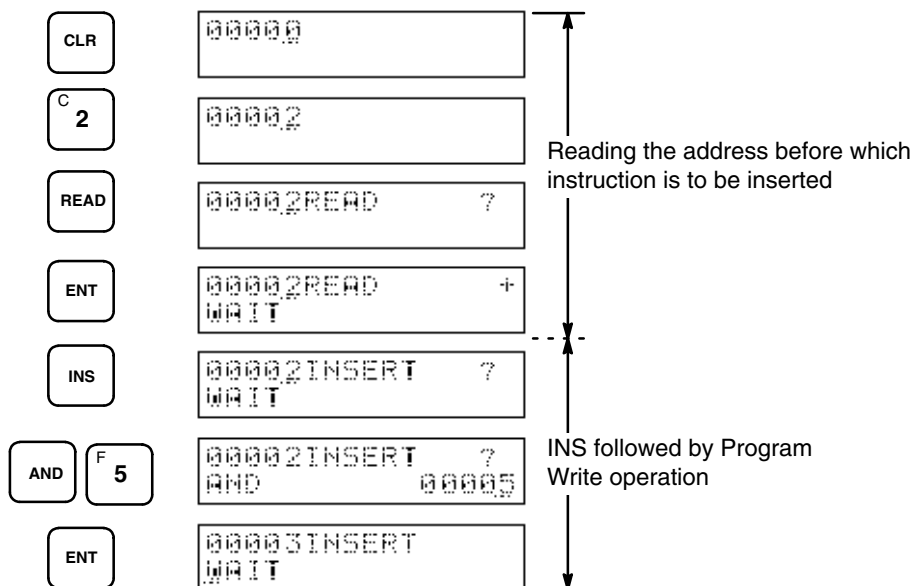 CLR
00000
C
2
00002
READ
00002READ ?
ENT
00002READ +
WAIT
Reading the address before which
instruction is to be inserted
INS
00002INSERT ?
WAIT
AND
F
5
00002INSERT ?
AND 00005
ENT
00003INSERT
WAIT
INS followed by Program
Write operation